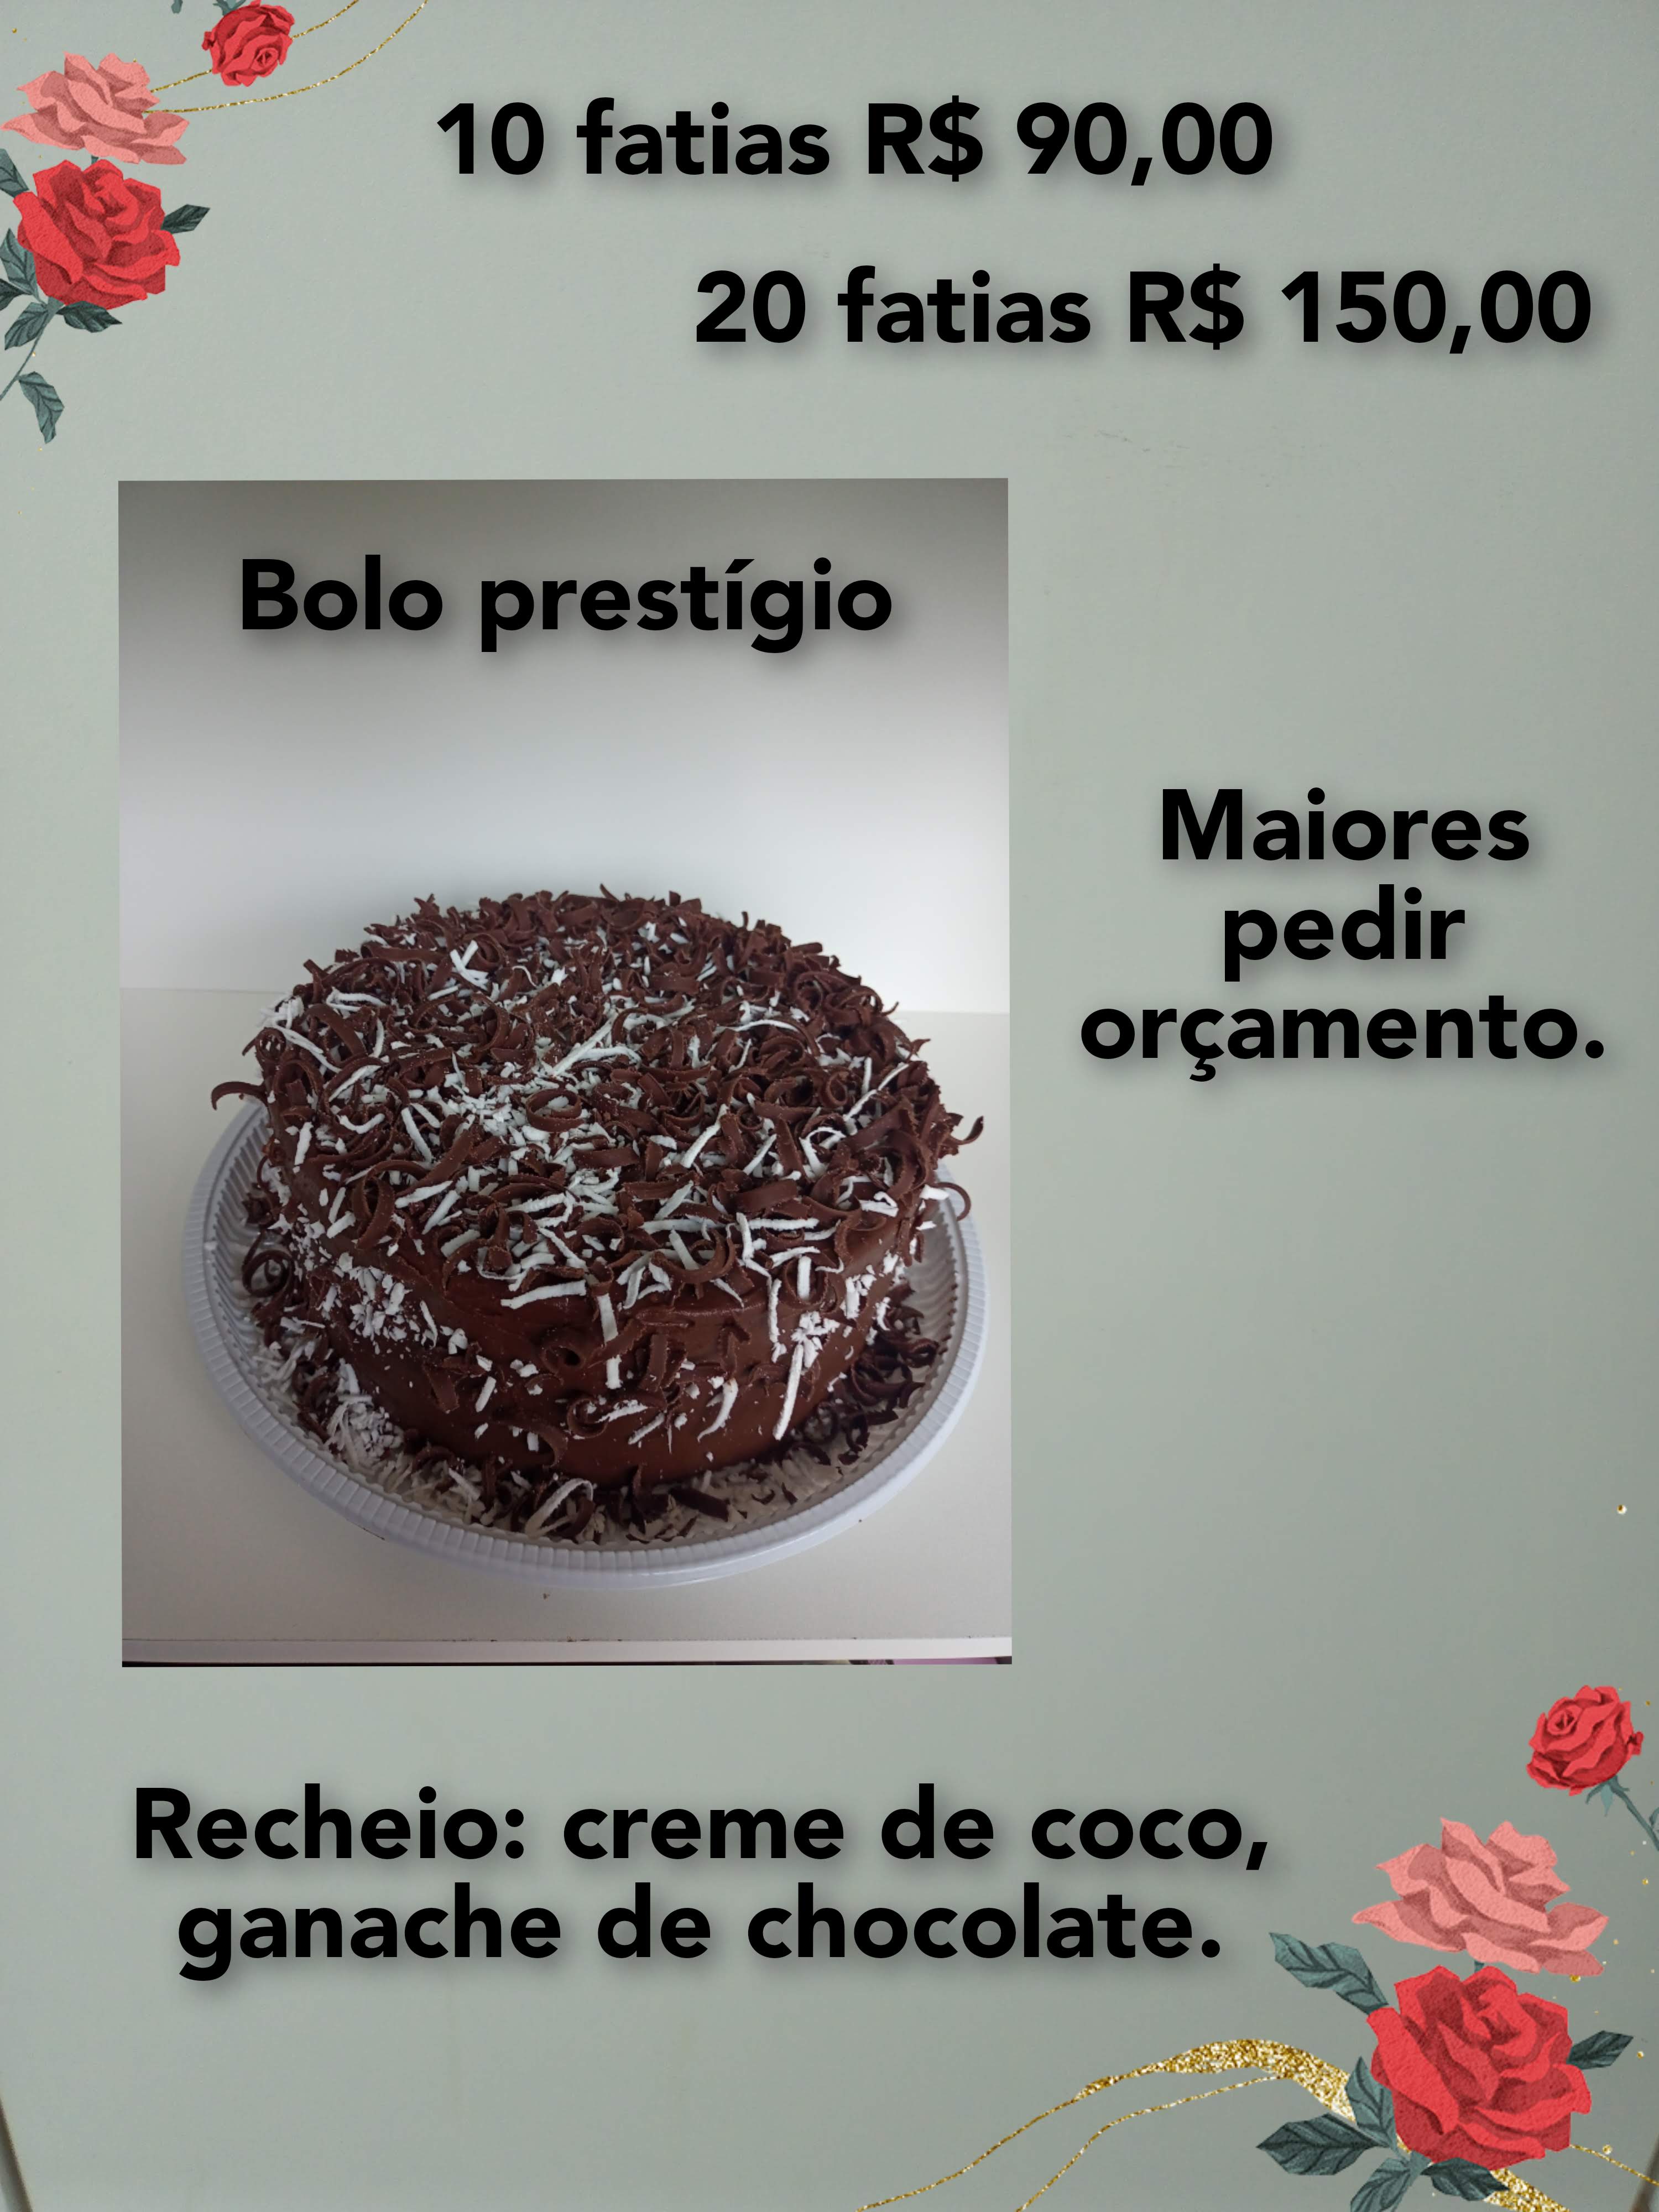 10 fatias R$ 90,00
20 fatias R$ 150,00
Bolo prestígio
Maiores
pedir
orçamento.
Recheio: creme de coco,
ganache de chocolate.